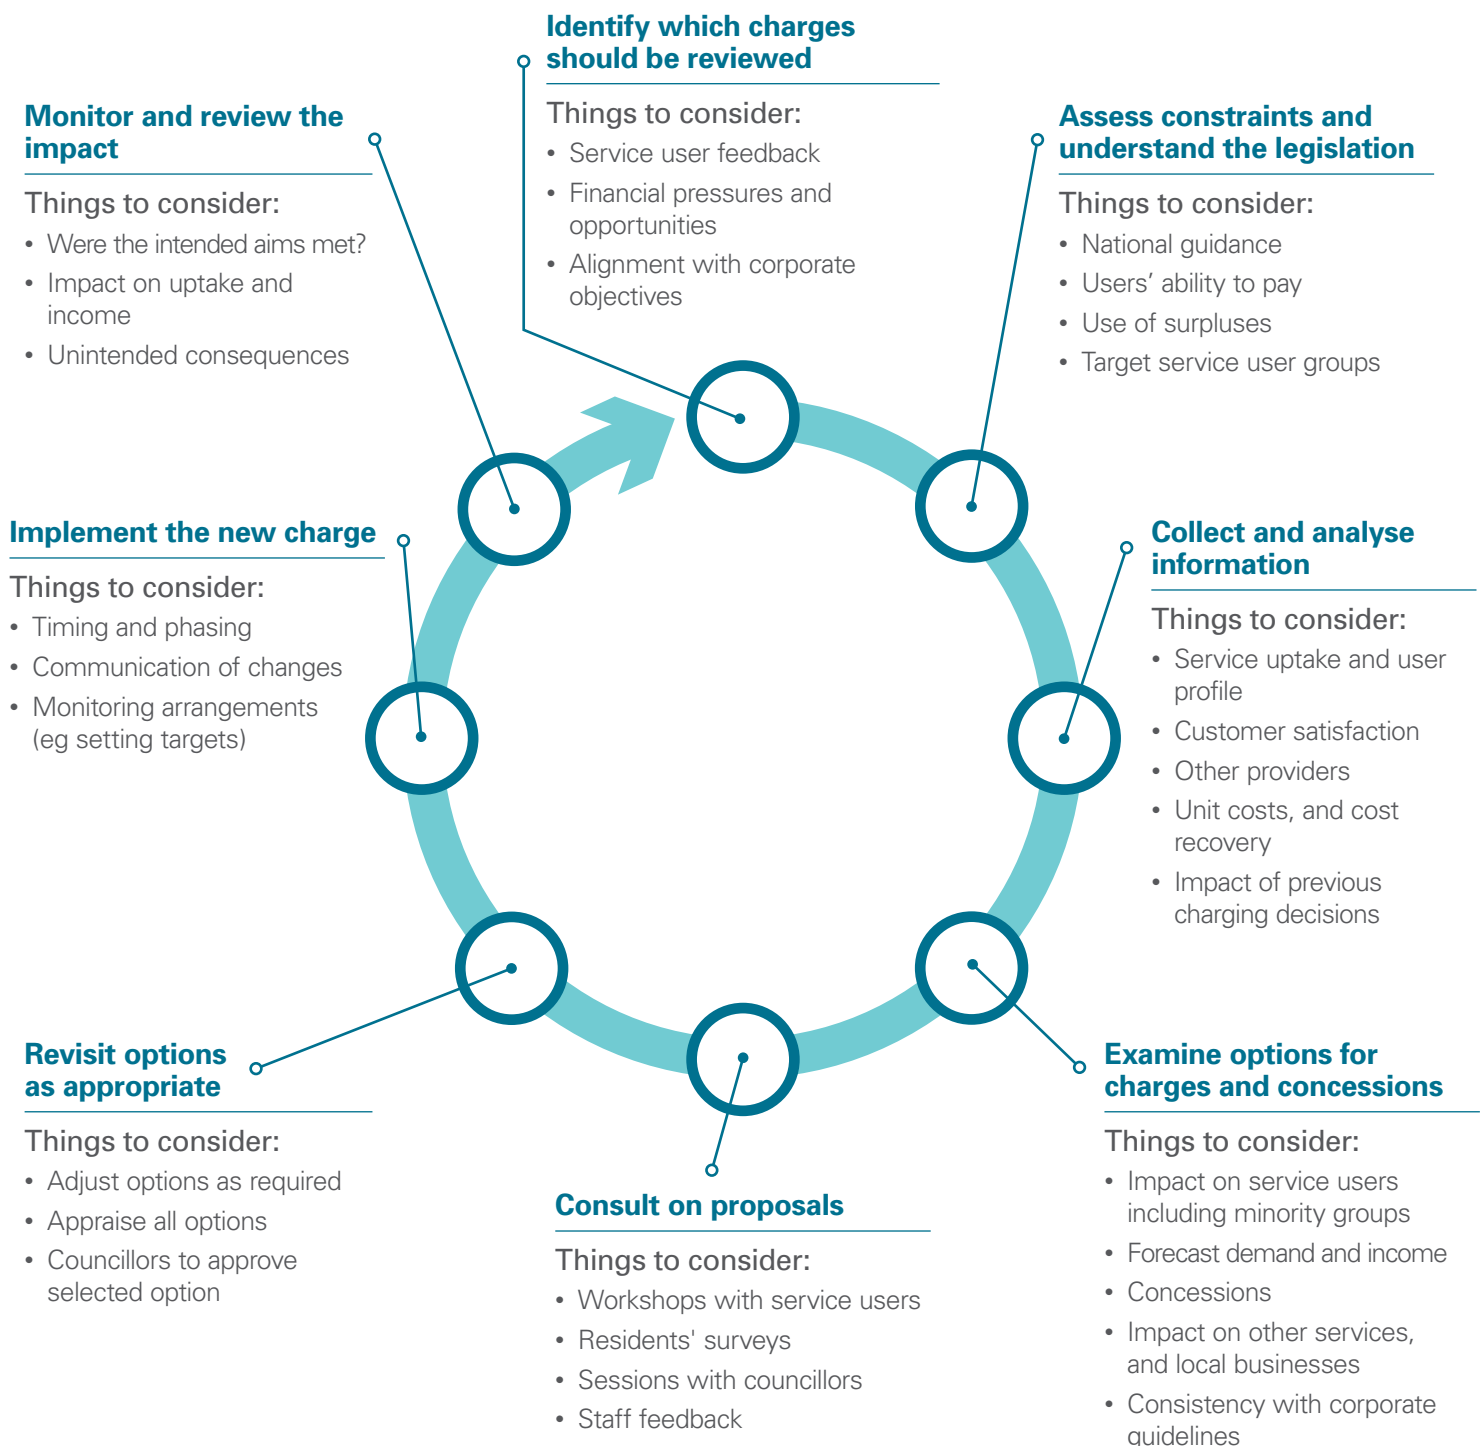 Identify which charges
should be reviewed
Things to consider:
• Service user feedback
• Financial pressures and
opportunities
• Alignment with corporate
objectives
Assess constraints and
understand the legislation
Things to consider:
• National guidance
• Users’ ability to pay
• Use of surpluses
• Target service user groups
Collect and analyse
information
Things to consider:
• Service uptake and user
profile
• Customer satisfaction
• Other providers
• Unit costs, and cost
recovery
• Impact of previous
charging decisions
Examine options for
charges and concessions
Things to consider:
• Impact on service users
including minority groups
• Forecast demand and income
• Concessions
• Impact on other services,
and local businesses
• Consistency with corporate
guidelines
Consult on proposals
Things to consider:
• Workshops with service users
• Residents' surveys
• Sessions with councillors
• Staff feedback
Revisit options
as appropriate
Things to consider:
• Adjust options as required
• Appraise all options
• Councillors to approve
selected option
Implement the new charge
Things to consider:
• Timing and phasing
• Communication of changes
• Monitoring arrangements
(eg setting targets)
Monitor and review the
impact
Things to consider:
• Were the intended aims met?
• Impact on uptake and
income
• Unintended consequences